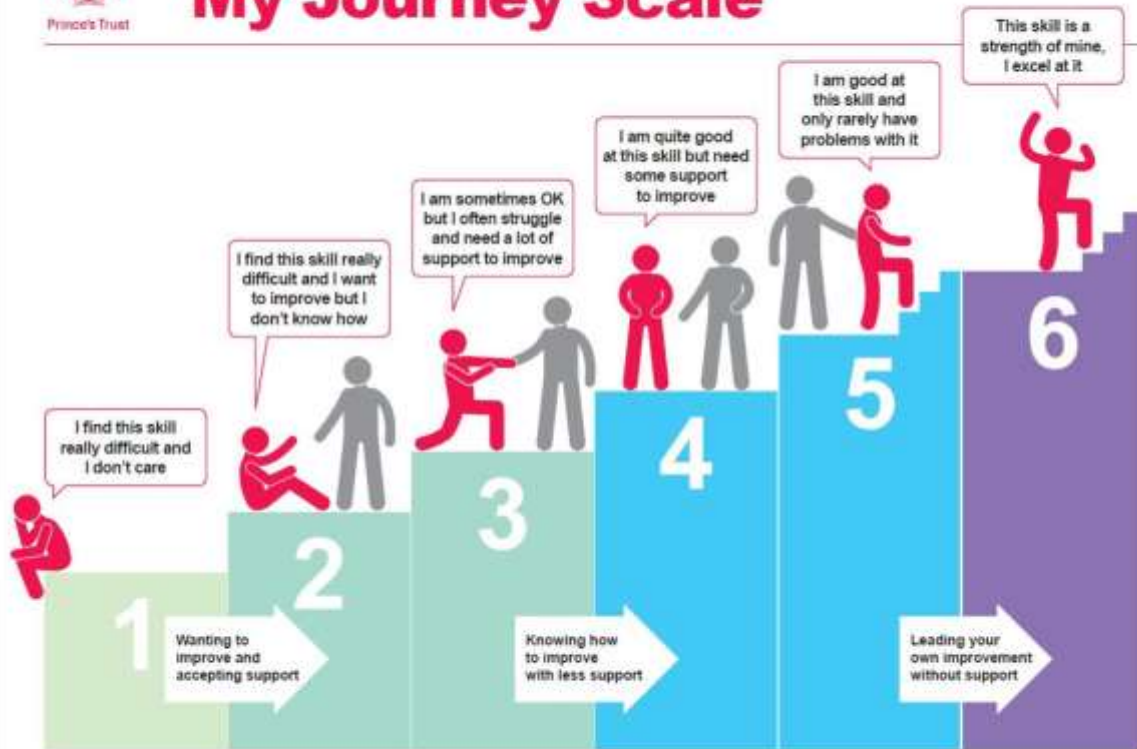 My Journey Scale
Prince's Trust
This skill is a
strength of mine,
I excel at it
I am good at
this skill and
only rarely have
problems with it
I am quite good
at this skill but need
some support
to improve
I am sometimes OK
but I often struggle
and need a lot of
support to improve
I find this skill really
difficult and I want
to improve but I
don't know how
I find this skill
really difficult and
I don't care
1
2
3
4
5
6
Wanting to
improve and
accepting support
Knowing how
to improve
with less support
Leading your
own improvement
without support